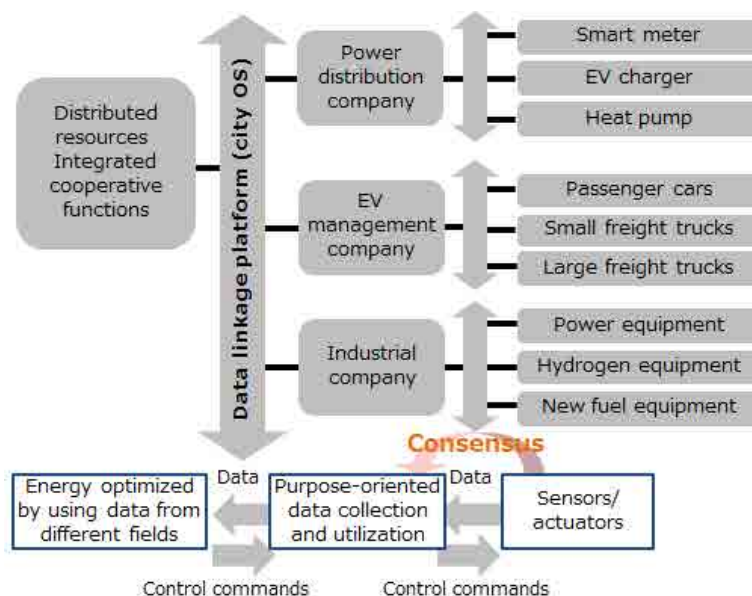 Distributed
resources
Integrated
cooperative
functions
Data linkage platform (city OS)
Power
distribution
company
Smart meter
EV charger
Heat pump
EV
management
company
Passenger cars
Small freight trucks
Large freight trucks
Industrial
company
Power equipment
Hydrogen equipment
New fuel equipment
Consensus
Energy optimized
by using data from
different fields
Data
Purpose-oriented
data collection
and utilization
Data
Sensors/
actuators
Control commands
Control commands